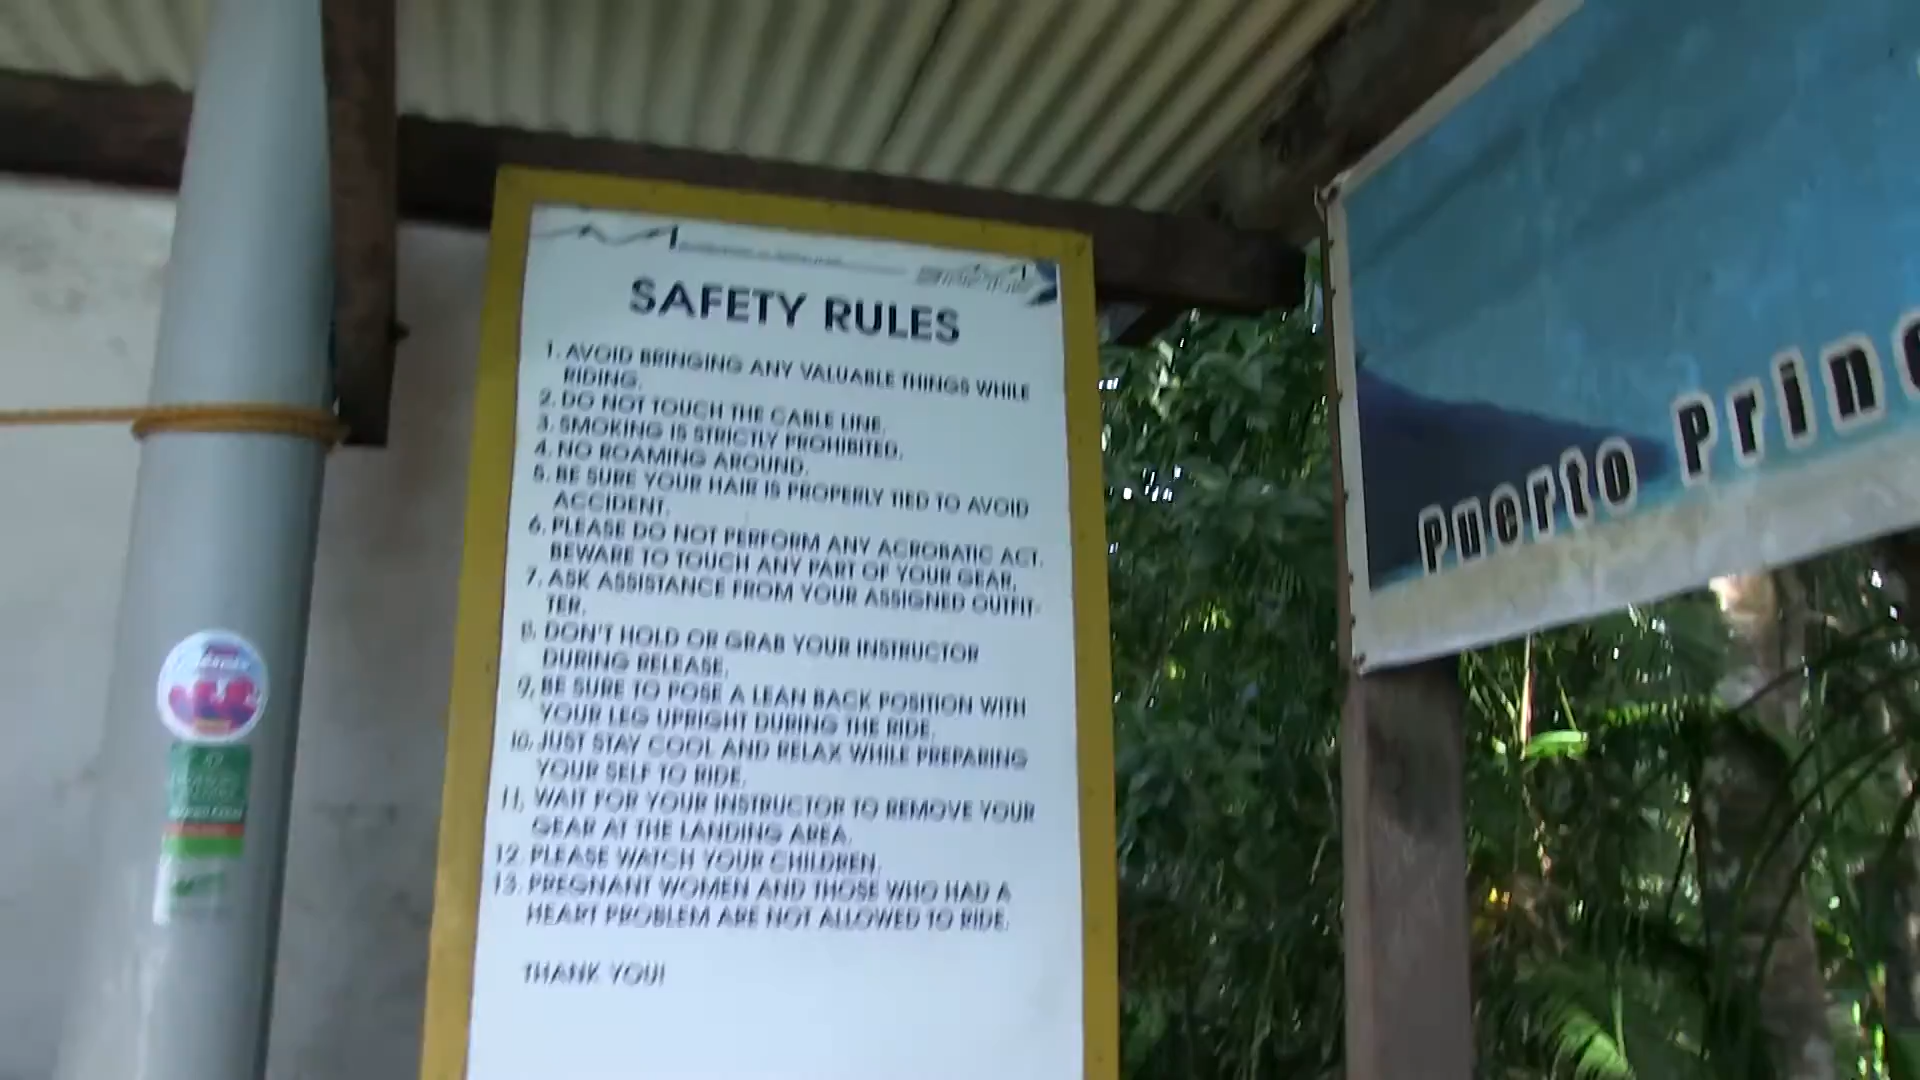 SAFETY RULES
1. AVOID BRINGING ANY VALUABLE THINGS WHILE
RIDING.
2. DO NOT TOUCH THE CABLE LINE.
3. SMOKING IS STRICTLY PROHIBITED.
4. NO ROAMING AROUND.
5. BE SURE YOUR HAIR IS PROPERLY TIED TO AVOID
ACCIDENT.
6. PLEASE DO NOT PERFORM ANY ACROBATIC ACT.
BEWARE TO TOUCH ANY PART OF YOUR GEAR.
7. ASK ASSISTANCE FROM YOUR ASSIGNED OUTFIT-
TER.
8. DON'T HOLD OR GRAB YOUR INSTRUCTOR
DURING RELEASE.
9. BE SURE TO POSE A LEAN BACK POSITION WITH
YOUR LEG UPRIGHT DURING THE RIDE.
10. JUST STAY COOL AND RELAX WHILE PREPARING
YOUR SELF TO RIDE.
11. WAIT FOR YOUR INSTRUCTOR TO REMOVE YOUR
GEAR AT THE LANDING AREA.
12. PLEASE WATCH YOUR CHILDREN.
13. PREGNANT WOMEN AND THOSE WHO HAD A
HEART PROBLEM ARE NOT ALLOWED TO RIDE.
THANK YOU!
Puerto Princ